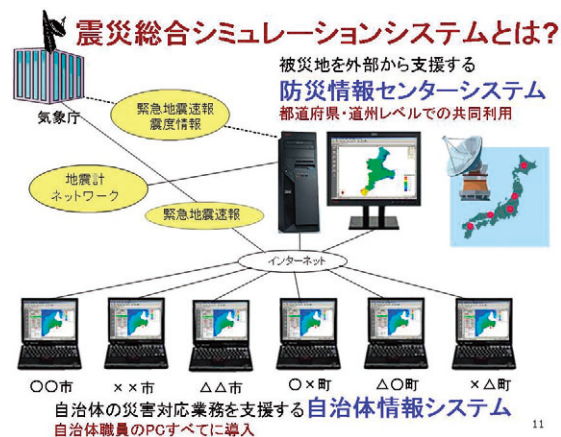 震災総合シミュレーションシステムとは?
被災地を外部から支援する
防災情報センターシステム
都道府県・道州レベルでの共同利用
気象庁
緊急地震速報
震度情報
地震計
ネットワーク
緊急地震速報
インターネット
〇〇市
××市
△△市
〇×町
△〇町
×△町
自治体の災害対応業務を支援する自治体情報システム
自治体職員のPCすべてに導入
11